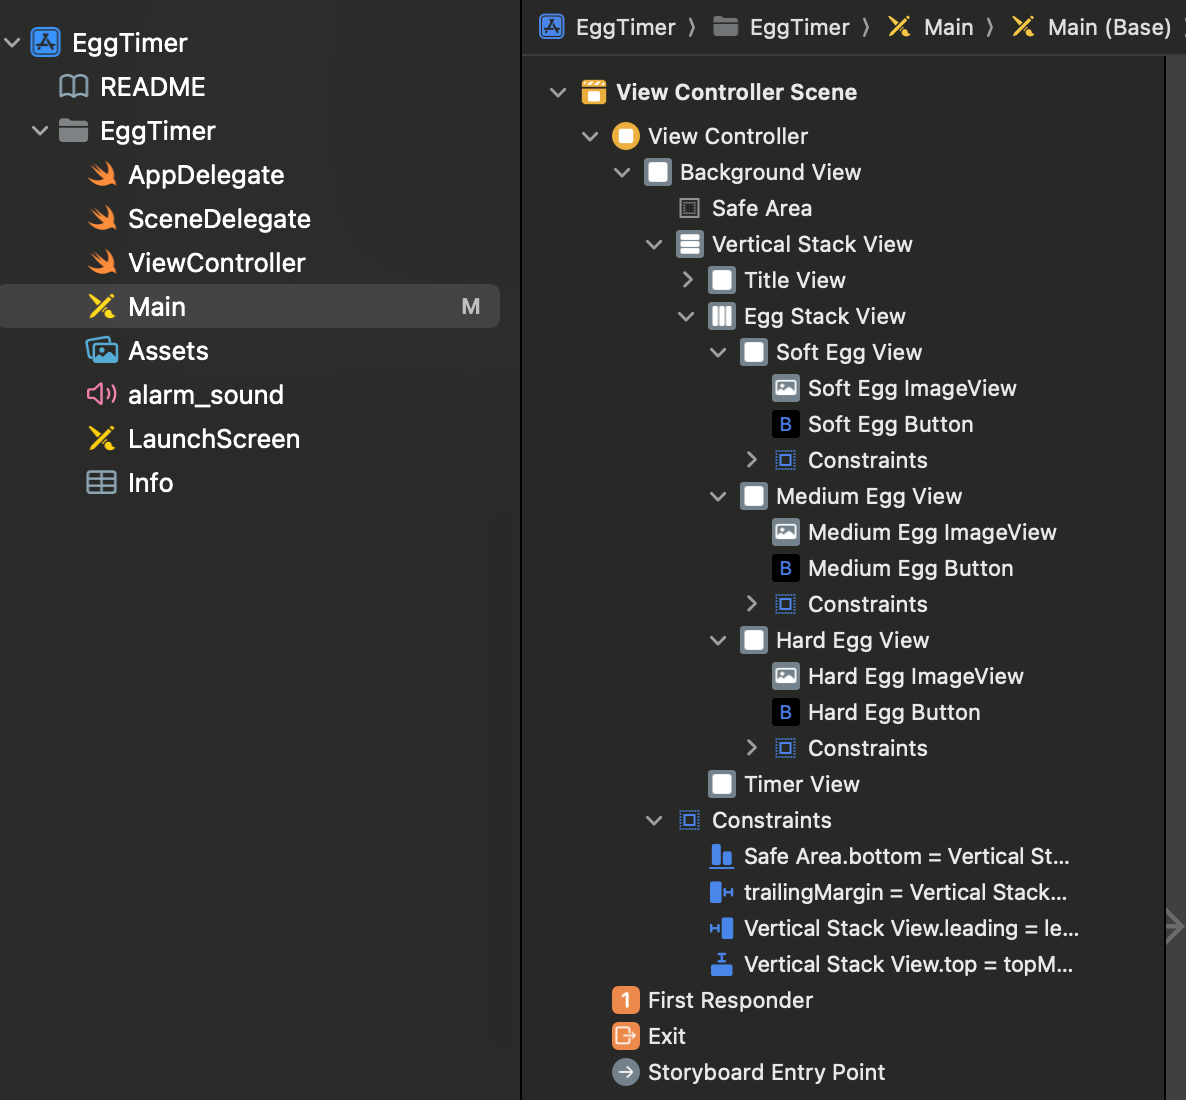 EggTimer
README
EggTimer
AppDelegate
SceneDelegate
ViewController
Main M
Assets
alarm_sound
LaunchScreen
Info
EggTimer 〉 EggTimer 〉 Main 〉 Main (Base)
View Controller Scene
View Controller
Background View
Safe Area
Vertical Stack View
Title View
Egg Stack View
Soft Egg View
Soft Egg ImageView
B Soft Egg Button
Constraints
Medium Egg View
Medium Egg ImageView
B Medium Egg Button
Constraints
Hard Egg View
Hard Egg ImageView
B Hard Egg Button
Constraints
Timer View
Constraints
Safe Area.bottom = Vertical St...
trailingMargin = Vertical Stack...
Vertical Stack View.leading = le...
Vertical Stack View.top = topM...
1 First Responder
Exit
Storyboard Entry Point